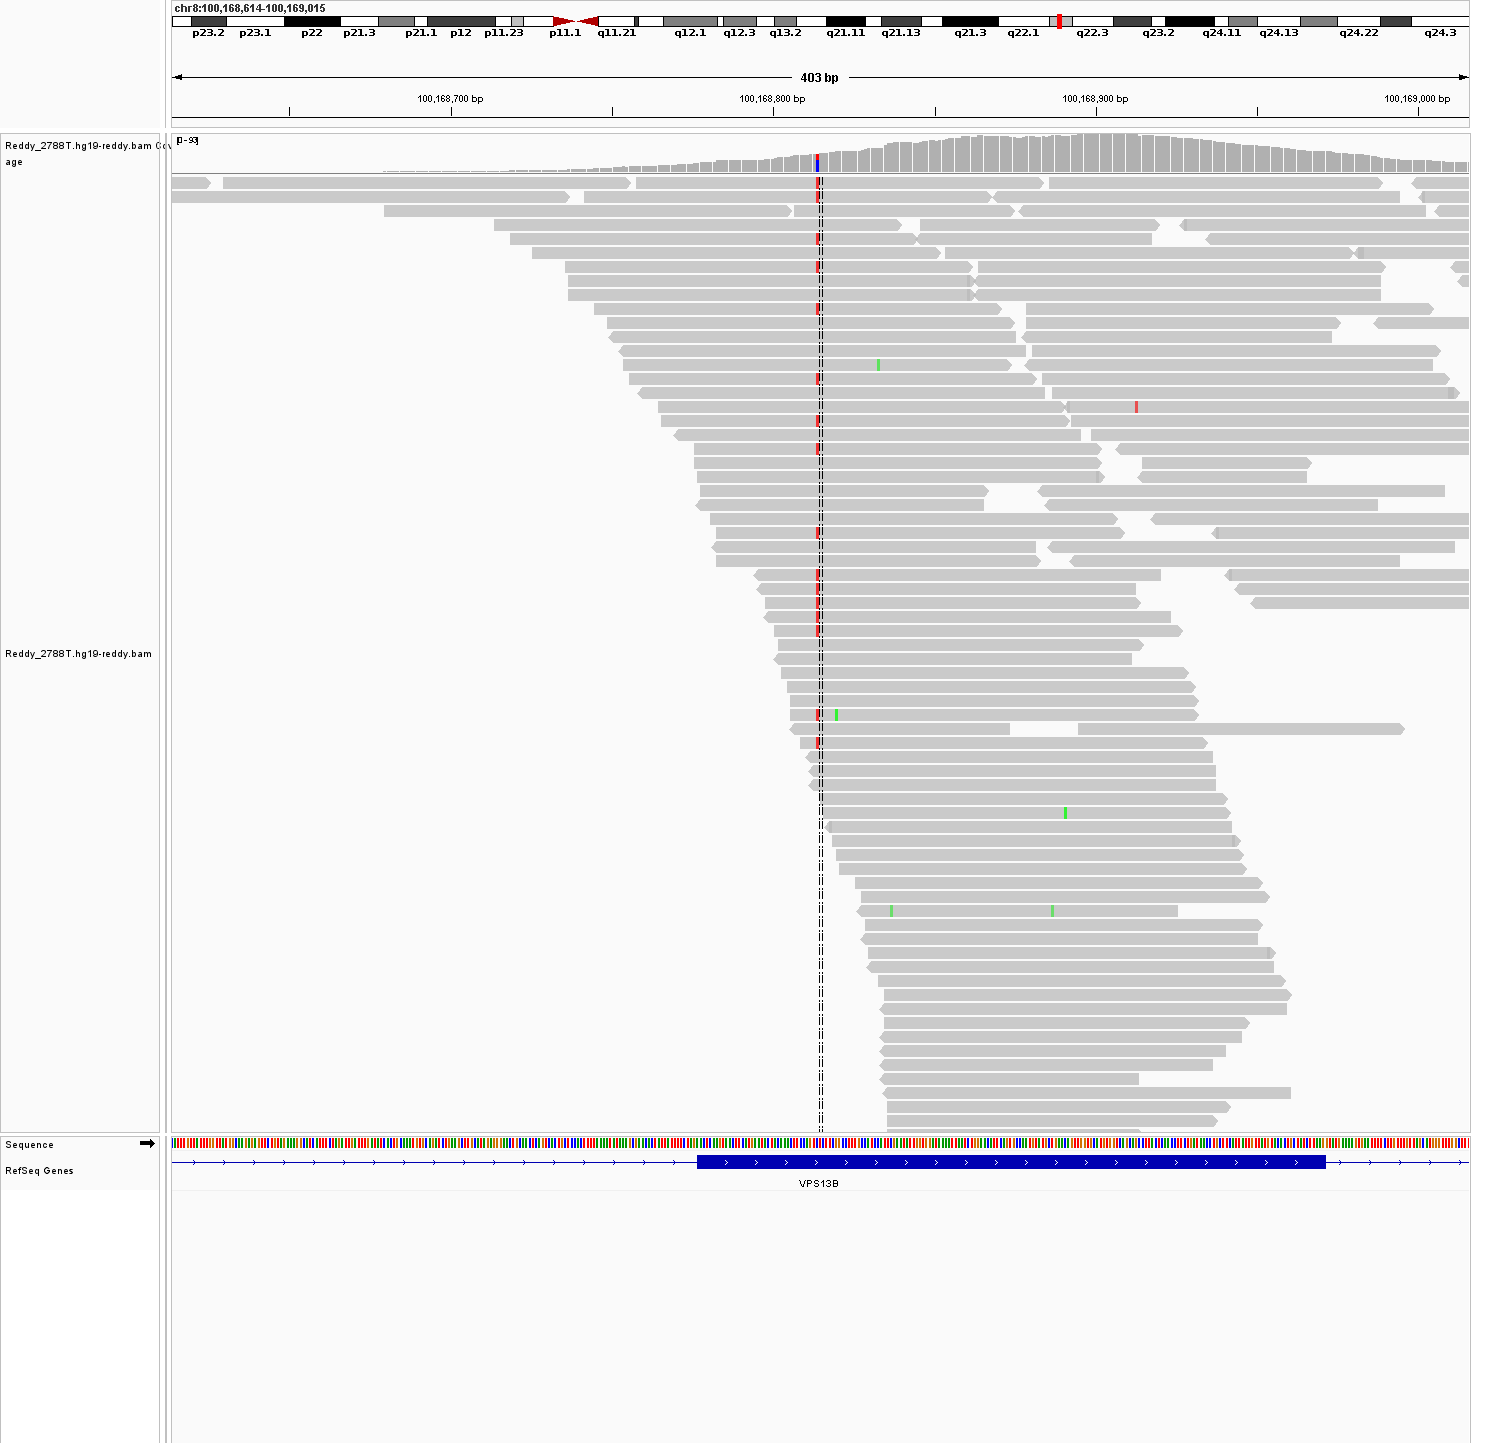 chr8:100,168,614-100,169,015
p23.2 p23.1 p22 p21.3 p21.1 p12 p11.23 p11.1 q11.21 q12.1 q12.3 q13.2 q21.11 q21.13 q21.3 q22.1 q22.3 q23.2 q24.11 q24.13 q24.22 q24.3
403 bp
100,168,700 bp 100,168,800 bp 100,168,900 bp 100,169,000 bp
Reddy_2788T.hg19-reddy.bam Cov
age
[0 - 93]
Reddy_2788T.hg19-reddy.bam
Sequence
RefSeq Genes
VPS13B